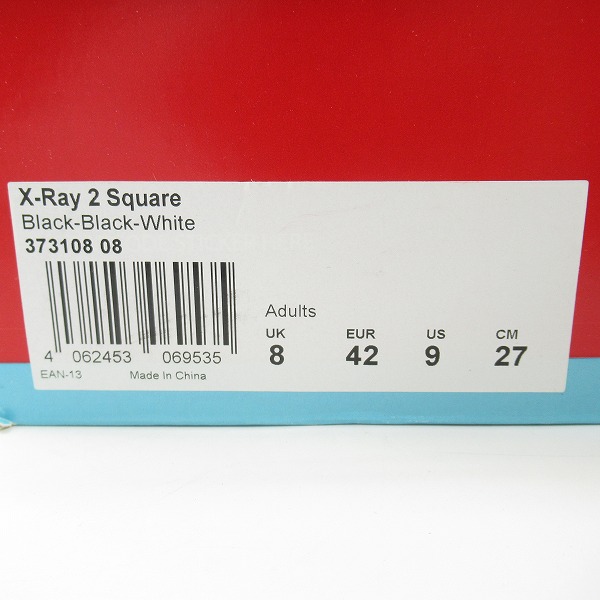 X-Ray 2 Square
Black-Black-White
373108 08
4 062453 069535
EAN-13 Made In China
Adults
UK EUR US CM
8 42 9 27